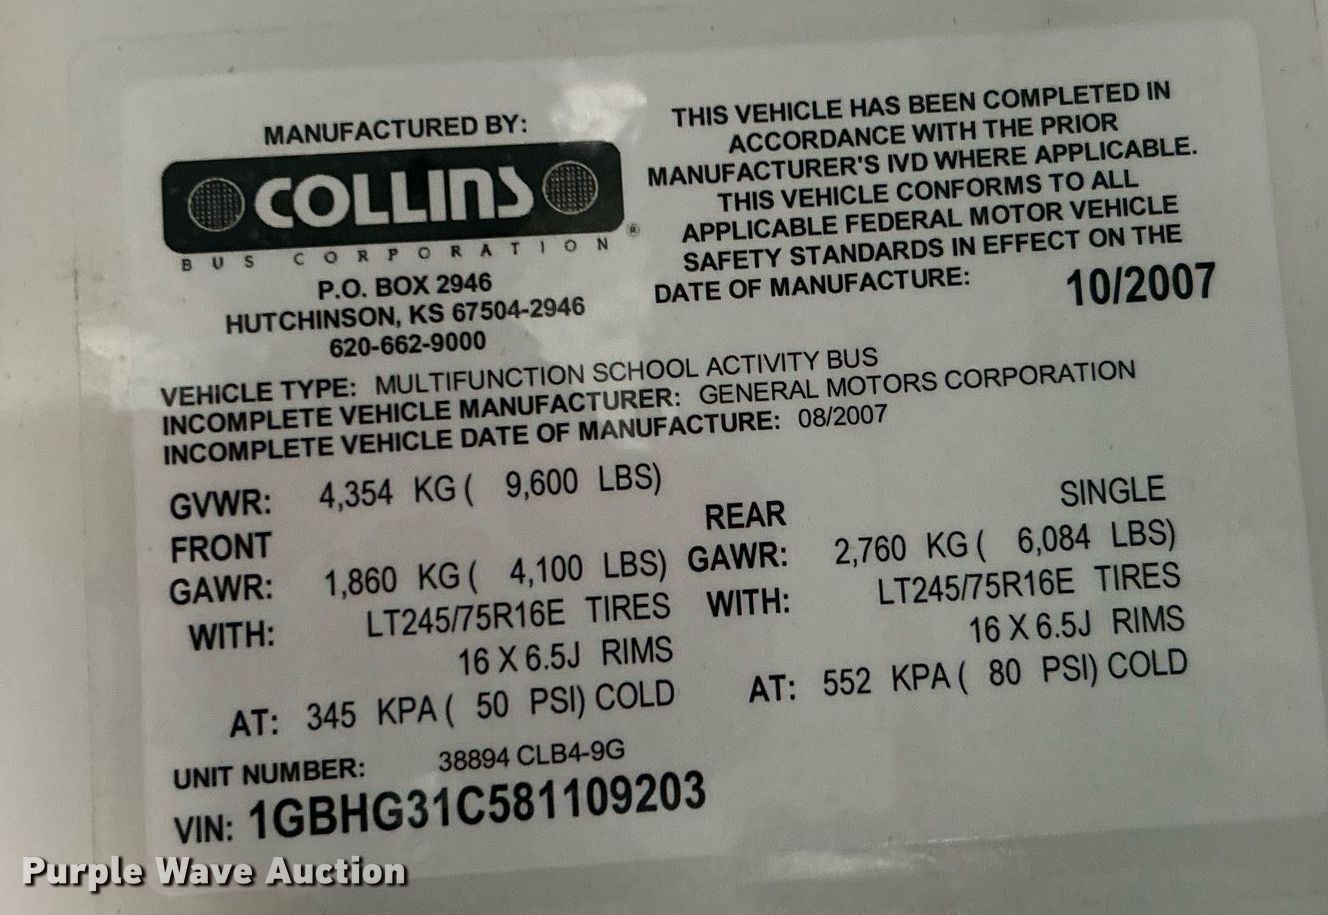 MANUFACTURED BY:
COLLINS
BUS CORPORATION ®
P.O. BOX 2946
HUTCHINSON, KS 67504-2946
620-662-9000
THIS VEHICLE HAS BEEN COMPLETED IN
ACCORDANCE WITH THE PRIOR
MANUFACTURER'S IVD WHERE APPLICABLE.
THIS VEHICLE CONFORMS TO ALL
APPLICABLE FEDERAL MOTOR VEHICLE
SAFETY STANDARDS IN EFFECT ON THE
DATE OF MANUFACTURE: 10/2007
VEHICLE TYPE: MULTIFUNCTION SCHOOL ACTIVITY BUS
INCOMPLETE VEHICLE MANUFACTURER: GENERAL MOTORS CORPORATION
INCOMPLETE VEHICLE DATE OF MANUFACTURE: 08/2007
GVWR: 4,354 KG ( 9,600 LBS)
FRONT
GAWR: 1,860 KG ( 4,100 LBS)
WITH: LT245/75R16E TIRES
16 X 6.5J RIMS
AT: 345 KPA ( 50 PSI) COLD
REAR SINGLE
GAWR: 2,760 KG ( 6,084 LBS)
WITH: LT245/75R16E TIRES
16 X 6.5J RIMS
AT: 552 KPA ( 80 PSI) COLD
UNIT NUMBER: 38894 CLB4-9G
VIN: 1GBHG31C581109203
Purple Wave Auction